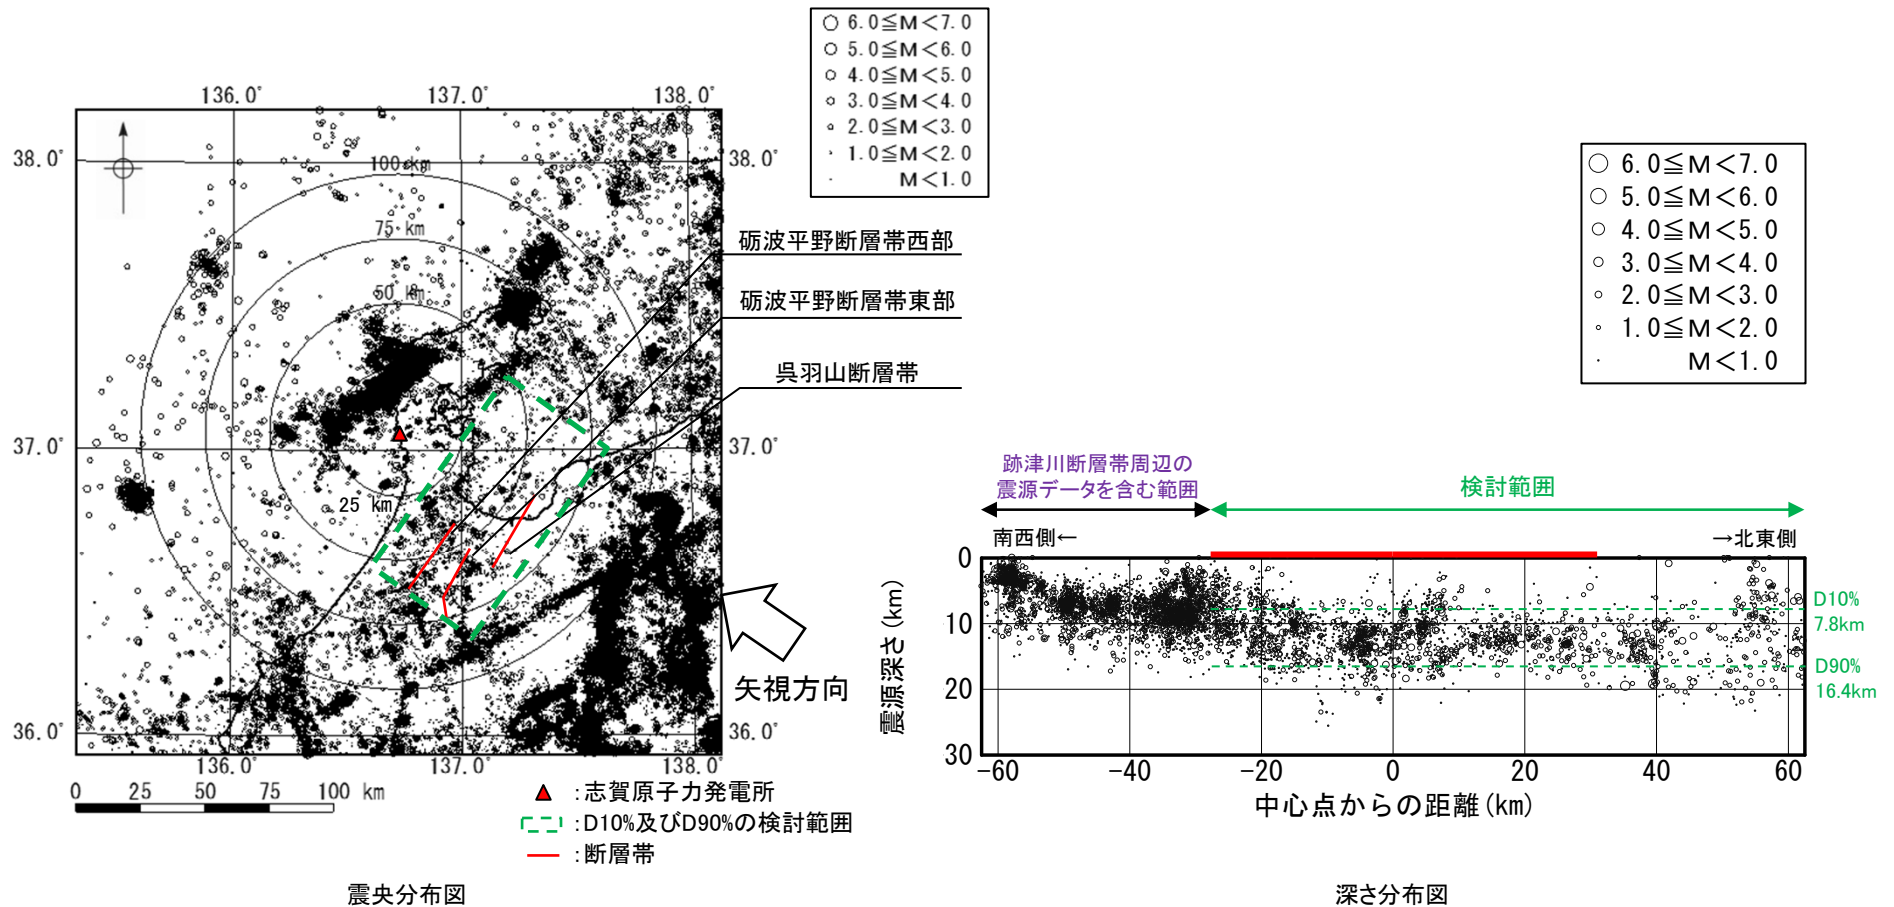 6.0≦M<7.0
5.0≦M<6.0
4.0≦M<5.0
3.0≦M<4.0
2.0≦M<3.0
1.0≦M<2.0
M<1.0
136.0°
137.0°
138.0°
38.0°
38.0°
100 km
75 km
50 km
25 km
37.0°
37.0°
36.0°
36.0°
136.0°
137.0°
138.0°
砺波平野断層帯西部
砺波平野断層帯東部
呉羽山断層帯
矢視方向
0 25 50 75 100 km
▲ :志賀原子力発電所
:D10%及びD90%の検討範囲
:断層帯
震央分布図
6.0≦M<7.0
5.0≦M<6.0
4.0≦M<5.0
3.0≦M<4.0
2.0≦M<3.0
1.0≦M<2.0
M<1.0
跡津川断層帯周辺の
震源データを含む範囲
検討範囲
南西側←
→北東側
0
10
20
30
震源深さ(km)
D10%
7.8km
D90%
16.4km
-60 -40 -20 0 20 40 60
中心点からの距離(km)
深さ分布図